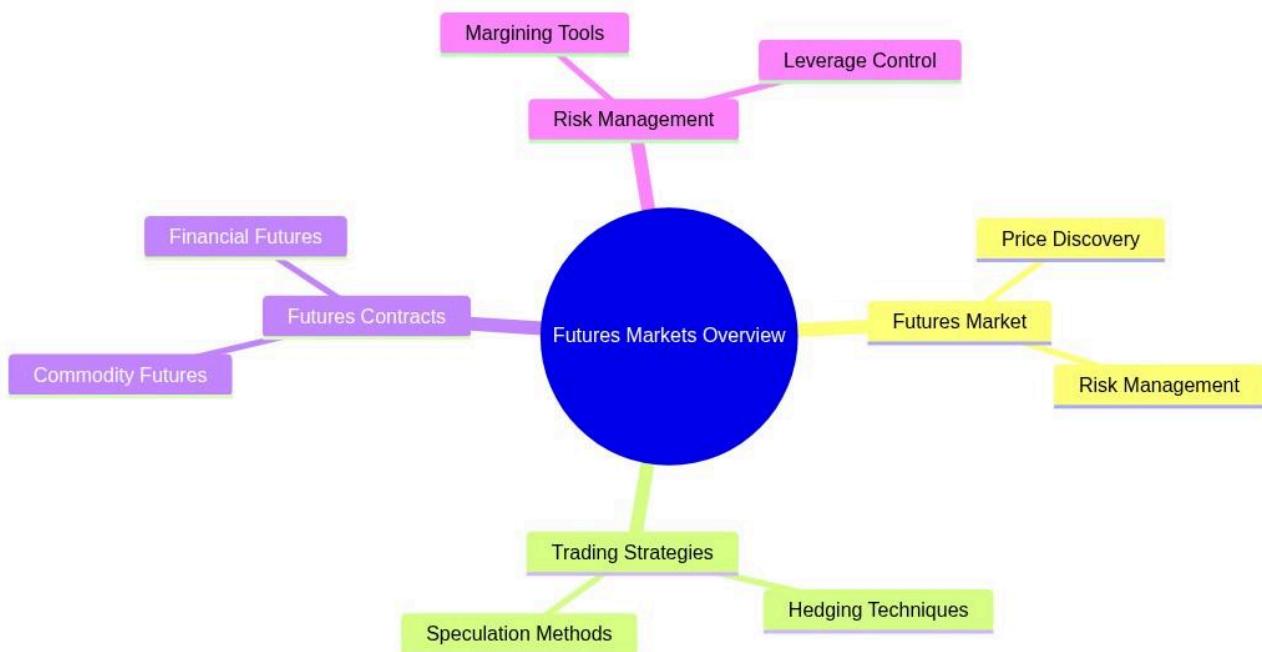 Margining Tools
Leverage Control
Risk Management
Financial Futures
Price Discovery
Futures Contracts
Futures Market
Futures Markets Overview
Commodity Futures
Risk Management
Trading Strategies
Hedging Techniques
Speculation Methods